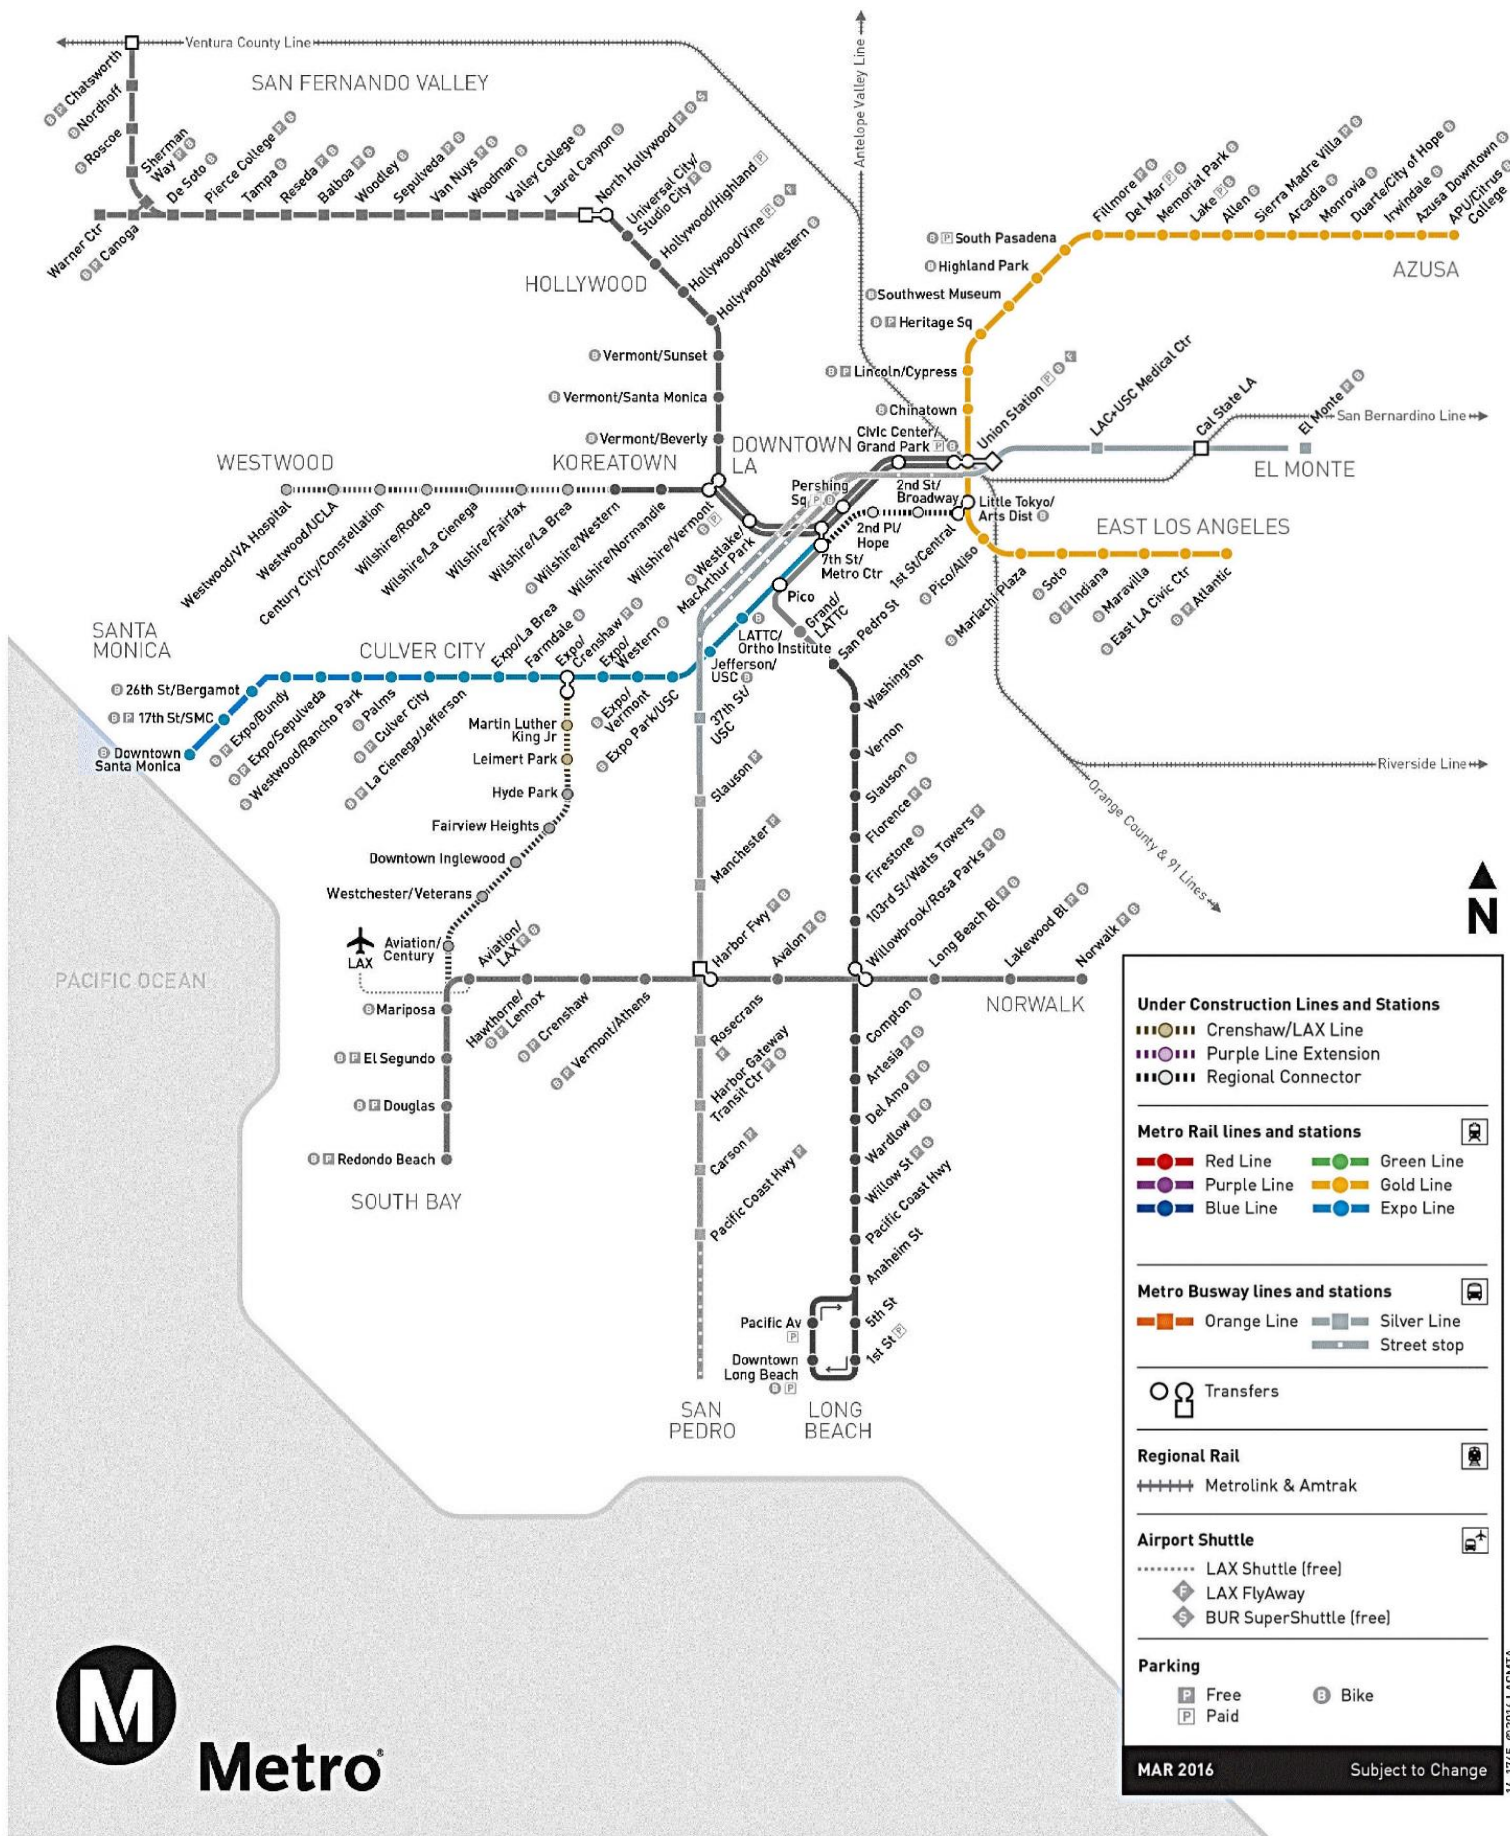 Ventura County Line
Antelope Valley Line
SAN FERNANDO VALLEY
Chatsworth
Nordhoff
Roscoe
Sherman
Way
De Soto
Pierce College
Tampa
Reseda
Balboa
Woodley
Sepulveda
Van Nuys
Woodman
Valley College
Laurel Canyon
North Hollywood
Warner Ctr
Canoga
Universal City/
Studio City
Hollywood/Highland
Hollywood/Vine
Hollywood/Western
HOLLYWOOD
Vermont/Sunset
Vermont/Santa Monica
Vermont/Beverly
Fillmore
Del Mar
Memorial Park
Lake
Allen
Sierra Madre Villa
Arcadia
Monrovia
Duarte/City of Hope
Irwindale
Azusa Downtown
APU/Citrus
College
AZUSA
South Pasadena
Highland Park
Southwest Museum
Heritage Sq
Lincoln/Cypress
Chinatown
Civic Center/
Grand Park
Union Station
LAC+USC Medical Ctr
Cal State LA
El Monte
San Bernardino Line
EL MONTE
WESTWOOD
KOREATOWN
DOWNTOWN
LA
Pershing
Sq
2nd St/
Broadway
Little Tokyo/
Arts Dist
EAST LOS ANGELES
Westwood/VA Hospital
Westwood/UCLA
Century City/Constellation
Wilshire/Rodeo
Wilshire/La Cienega
Wilshire/Fairfax
Wilshire/La Brea
Wilshire/Western
Wilshire/Normandie
Wilshire/Vermont
Westlake/
MacArthur Park
7th St/
Metro Ctr
2nd Pl/
Hope
1st St/Central
Pico/Aliso
Mariachi Plaza
Soto
Indiana
Maravilla
East LA Civic Ctr
Atlantic
Pico
Grand/
LATTC
San Pedro St
Washington
Vernon
Slauson
Florence
Firestone
103rd St/Watts Towers
Willowbrook/Rosa Parks
Long Beach Bl
Lakewood Bl
Norwalk
NORWALK
SANTA
MONICA
CULVER CITY
26th St/Bergamot
17th St/SMC
Downtown
Santa Monica
Expo/Bundy
Expo/Sepulveda
Westwood/Rancho Park
Palms
Culver City
La Cienega/Jefferson
Expo/La Brea
Farmdale
Expo/
Crenshaw
Expo/
Western
Expo/
Vermont
Expo Park/USC
Jefferson/
USC
LATTC/
Ortho Institute
37th St/
USC
Slauson
Manchester
Harbor Fwy
Avalon
Martin Luther
King Jr
Leimert Park
Hyde Park
Fairview Heights
Downtown Inglewood
Westchester/Veterans
Aviation/
Century
LAX
Aviation/
LAX
Mariposa
El Segundo
Douglas
Redondo Beach
SOUTH BAY
Hawthorne/
Lennox
Crenshaw
Vermont/Athens
Rosecrans
Harbor Gateway
Transit Ctr
Carson
Pacific Coast Hwy
Compton
Artesia
Del Amo
Wardlow
Willow St
Pacific Coast Hwy
Anaheim St
5th St
1st St
Pacific Av
Downtown
Long Beach
SAN
PEDRO
LONG
BEACH
Riverside Line
Orange County & 91 Lines
PACIFIC OCEAN
N
Under Construction Lines and Stations
Crenshaw/LAX Line
Purple Line Extension
Regional Connector
Metro Rail lines and stations
Red Line
Green Line
Purple Line
Gold Line
Blue Line
Expo Line
Metro Busway lines and stations
Orange Line
Silver Line
Street stop
Transfers
Regional Rail
Metrolink & Amtrak
Airport Shuttle
LAX Shuttle (free)
F LAX FlyAway
S BUR SuperShuttle (free)
Parking
P Free
B Bike
P Paid
MAR 2016
Subject to Change
M
Metro